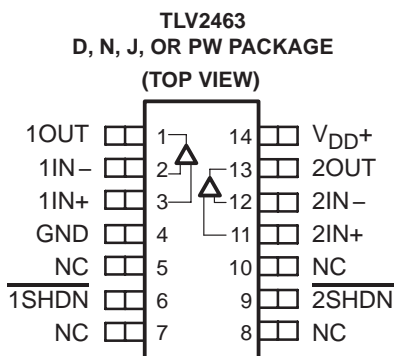 TLV2463
D, N, J, OR PW PACKAGE
(TOP VIEW)
1OUT 1 14 VDD+
1IN− 2 13 2OUT
1IN+ 3 12 2IN−
GND 4 11 2IN+
NC 5 10 NC
1SHDN 6 9 2SHDN
NC 7 8 NC